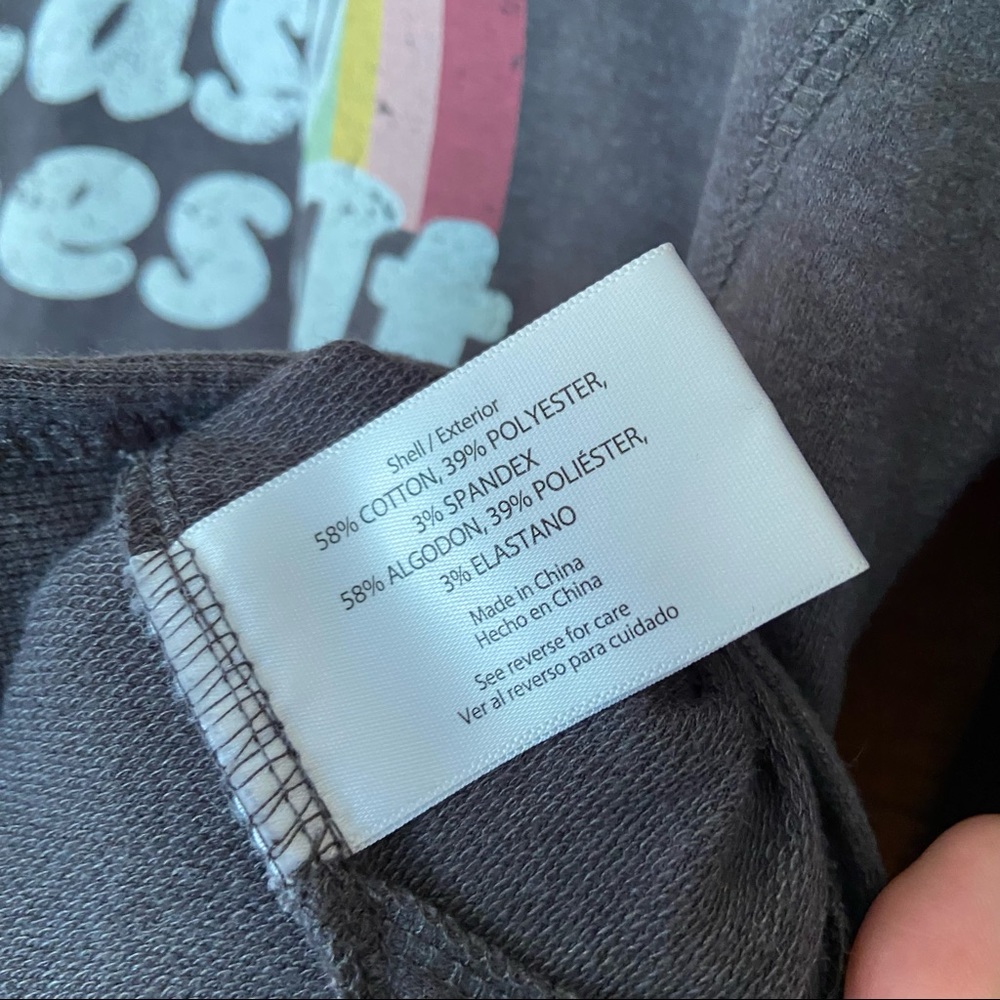 est
Shell / Exterior
58% COTTON, 39% POLYESTER,
3% SPANDEX
58% ALGODON, 39% POLIÉSTER,
3% ELASTANO
Made in China
Hecho en China
See reverse for care
Ver al reverso para cuidado